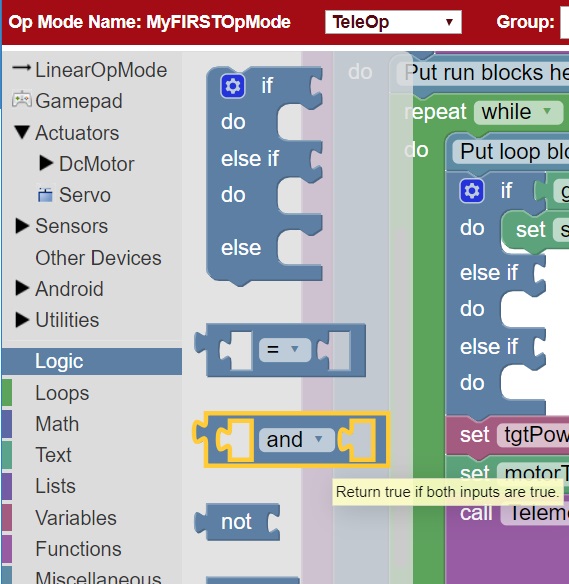 Op Mode Name: MyFIRSTOpMode TeleOp Group:
LinearOpMode
Gamepad
Actuators
DcMotor
Servo
Sensors
Other Devices
Android
Utilities
Logic
Loops
Math
Text
Lists
Variables
Functions
Miscellaneous
if
do
else if
do
else
=
and
Return true if both inputs are true.
not
do Put run blocks he
repeat while
do Put loop blo
if g
do set s
else if
do
else if
do
set tgtPow
set motorT
call Teleme